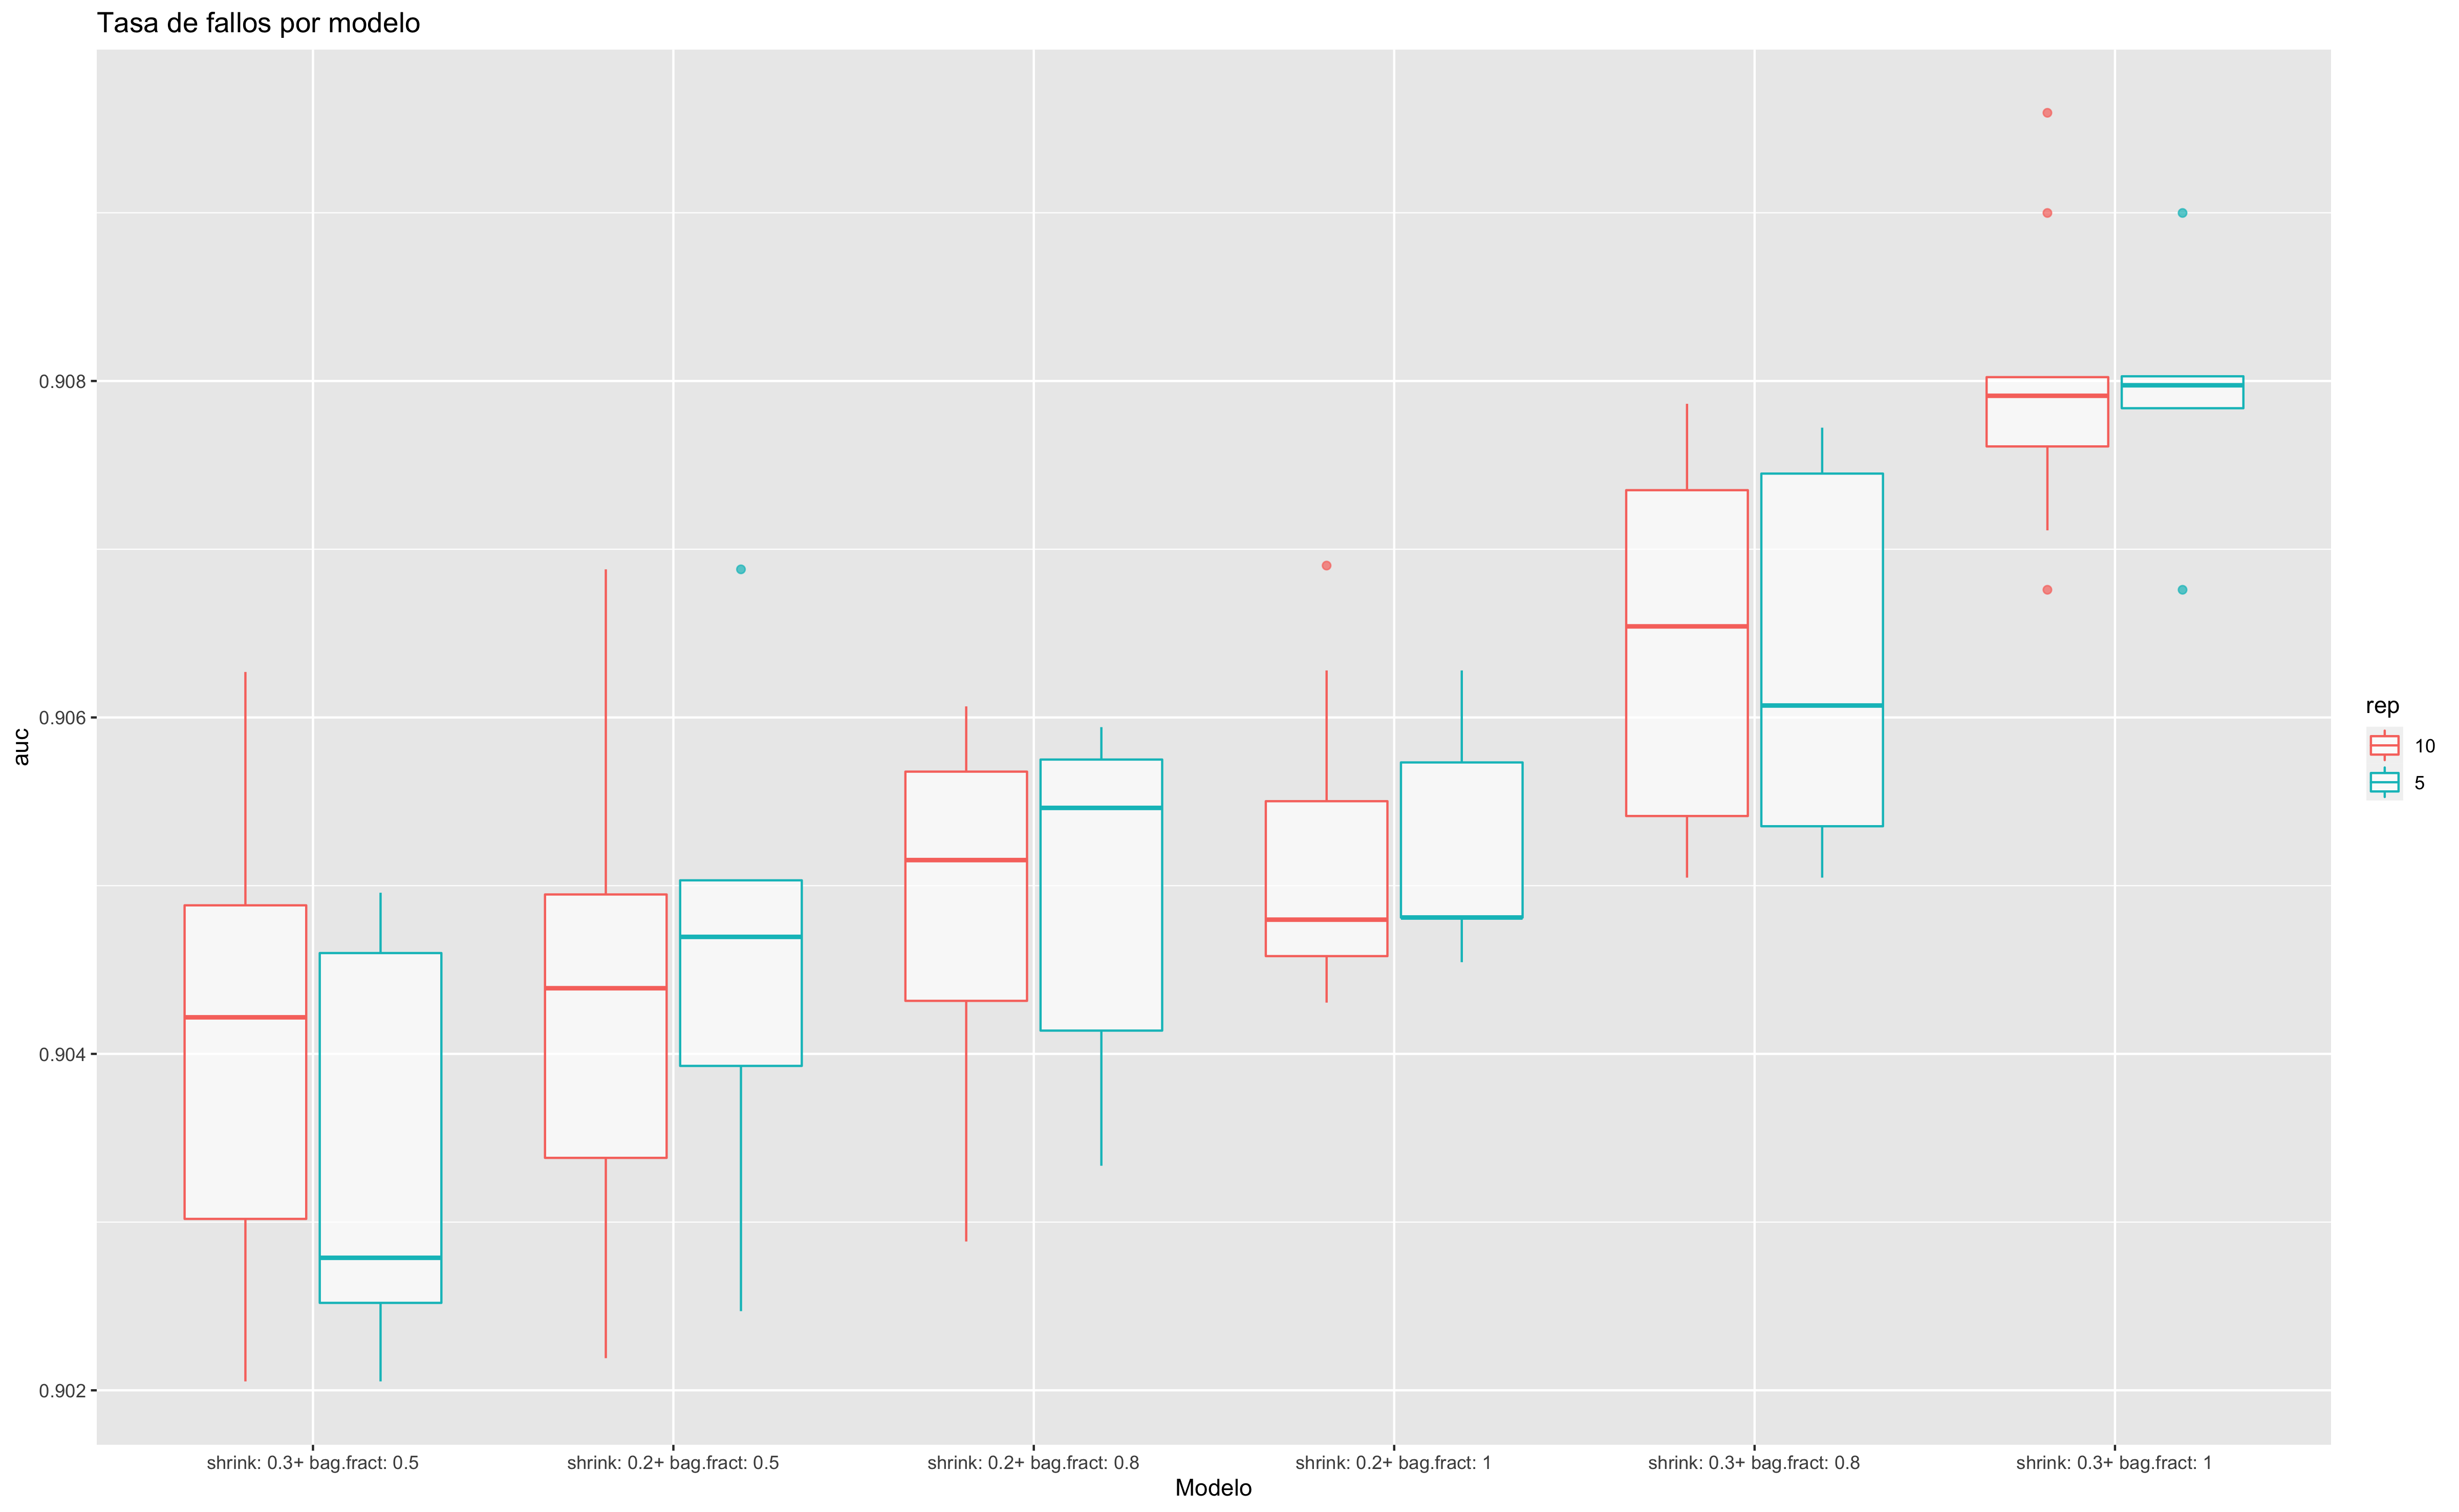 Tasa de fallos por modelo
auc
0.908
0.906
0.904
0.902
shrink: 0.3+ bag.fract: 0.5
shrink: 0.2+ bag.fract: 0.5
shrink: 0.2+ bag.fract: 0.8
shrink: 0.2+ bag.fract: 1
shrink: 0.3+ bag.fract: 0.8
shrink: 0.3+ bag.fract: 1
Modelo
rep
10
5